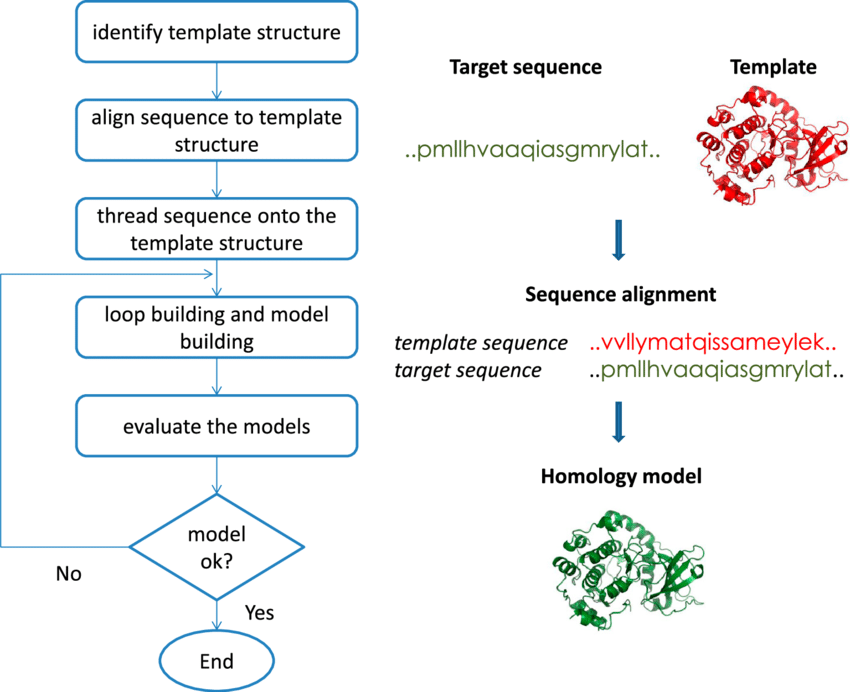 identify template structure
align sequence to template
structure
thread sequence onto the
template structure
loop building and model
building
evaluate the models
model
ok?
No
Yes
End
Target sequence
Template
..pmllhvaaqiasgmrylat..
Sequence alignment
template sequence ..vvllymatqissameylek..
target sequence ..pmllhvaaqiasgmrylat..
Homology model